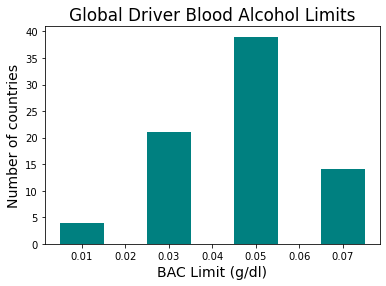 Global Driver Blood Alcohol Limits
40
35
30
25
20
15
10
5
0
Number of countries
0.01 0.02 0.03 0.04 0.05 0.06 0.07
BAC Limit (g/dl)